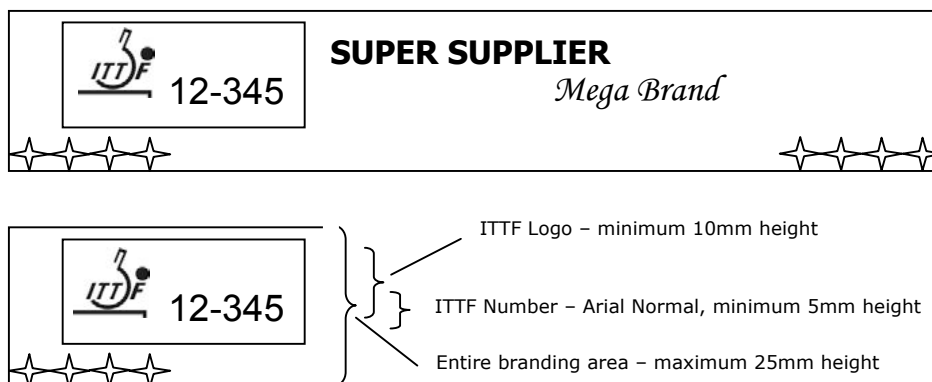 ITTF
12-345
SUPER SUPPLIER
Mega Brand
ITTF
12-345
ITTF Logo – minimum 10mm height
ITTF Number – Arial Normal, minimum 5mm height
Entire branding area – maximum 25mm height